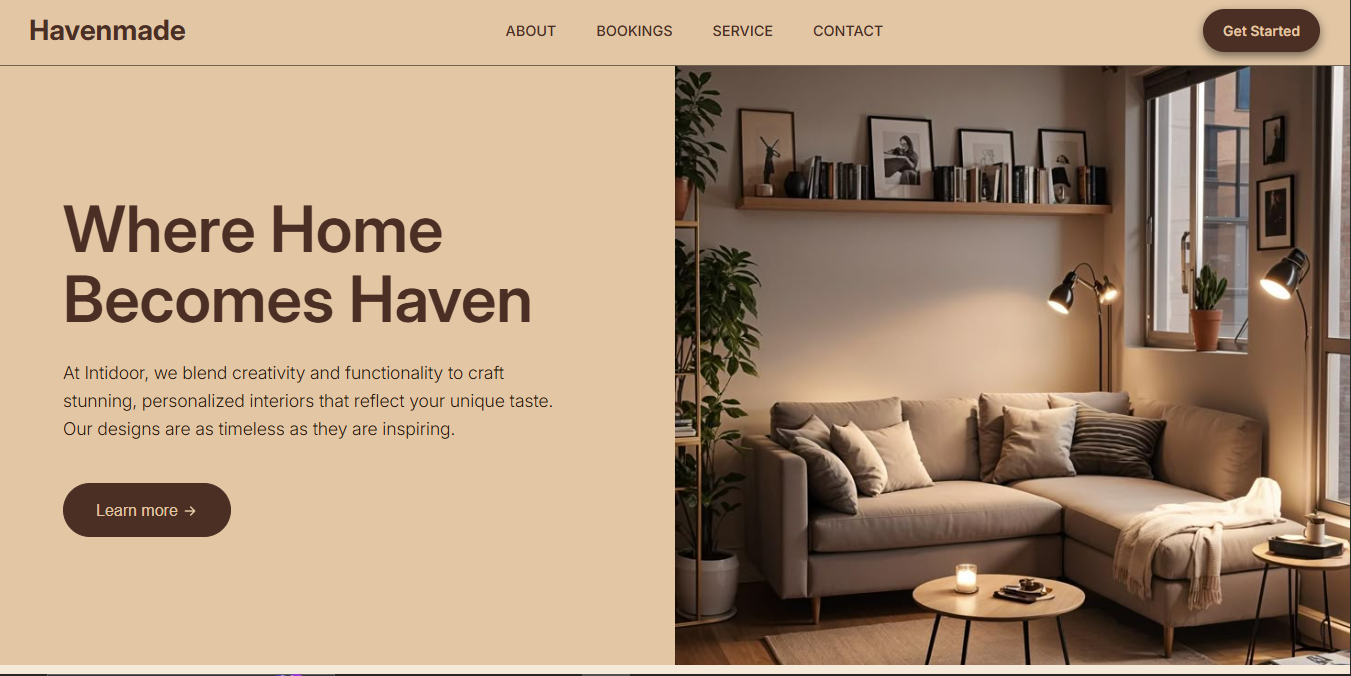 Havenmade
ABOUT BOOKINGS SERVICE CONTACT
Get Started
Where Home
Becomes Haven
At Intidoor, we blend creativity and functionality to craft
stunning, personalized interiors that reflect your unique taste.
Our designs are as timeless as they are inspiring.
Learn more →